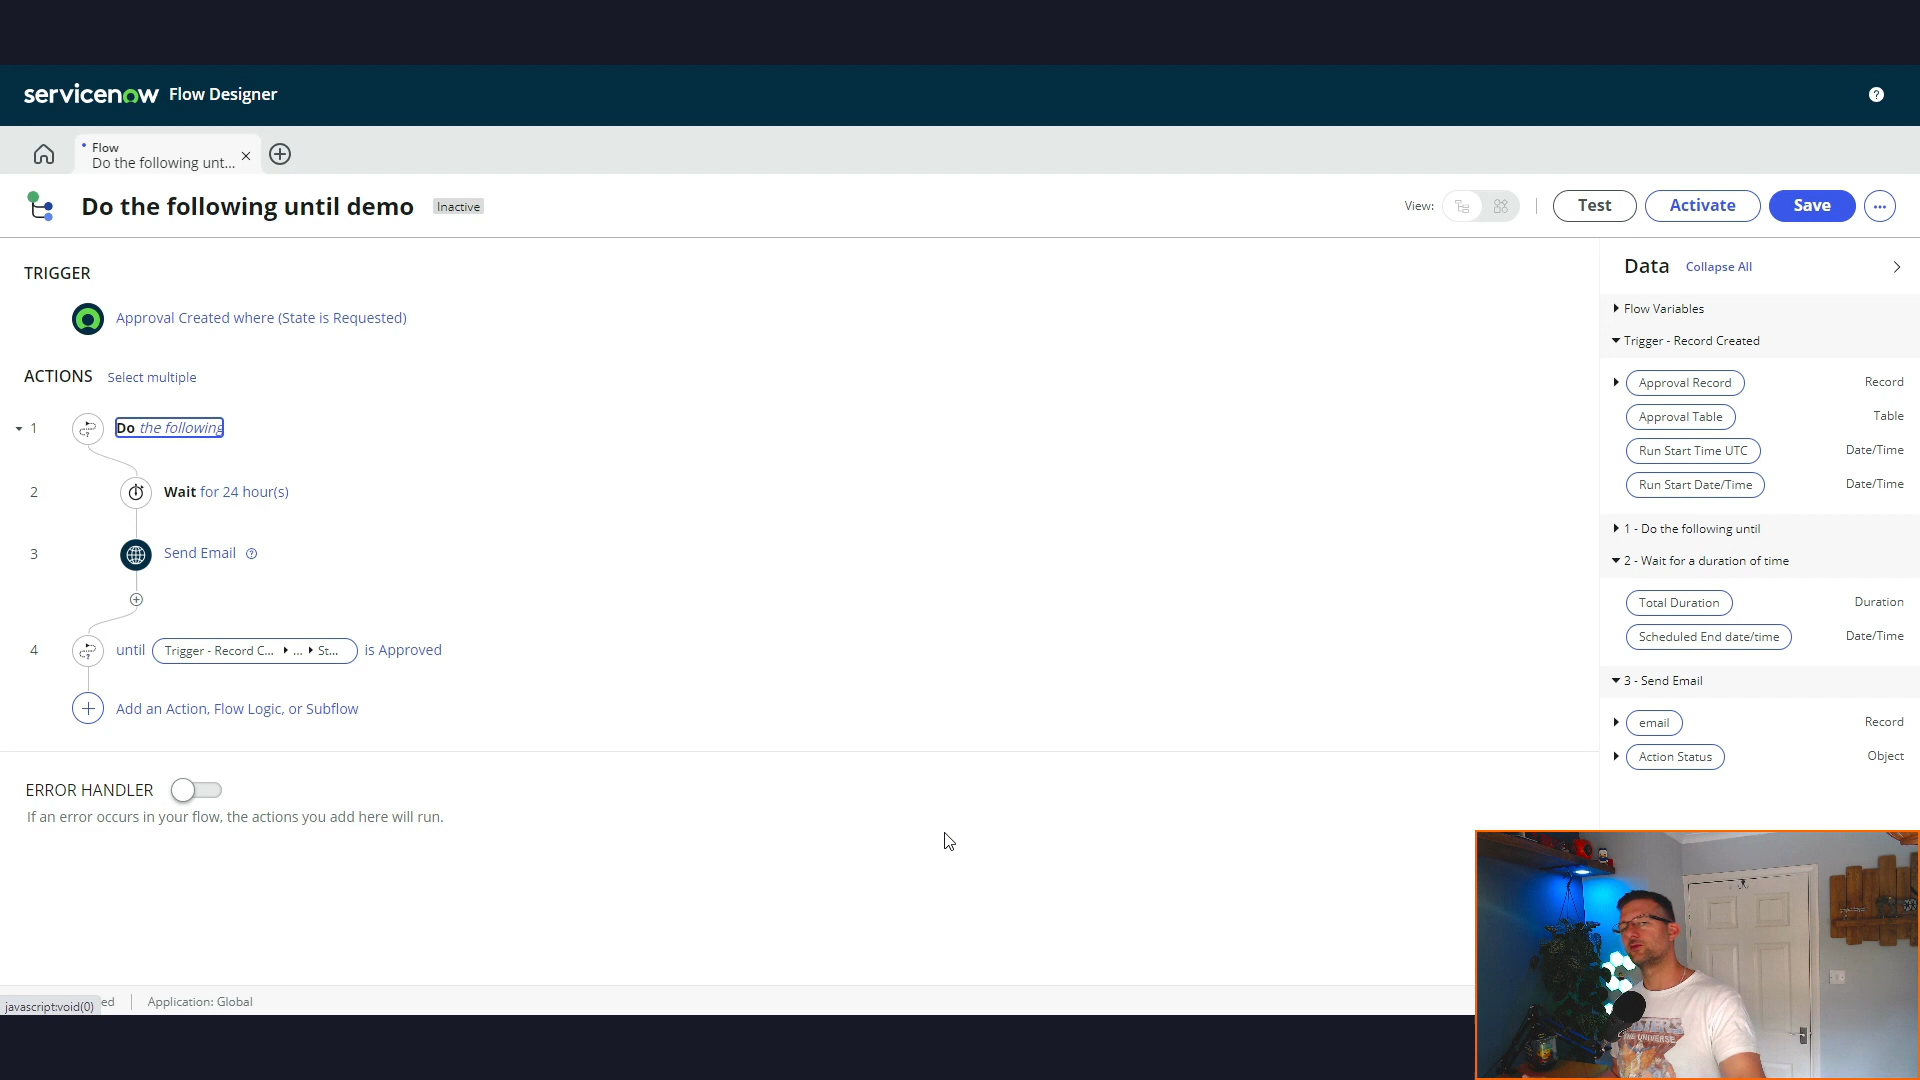 servicenow Flow Designer
?
Flow
Do the following unt...
Do the following until demo Inactive
View: Test Activate Save ...
TRIGGER
Approval Created where (State is Requested)
ACTIONS Select multiple
1 Do the following
2 Wait for 24 hour(s)
3 Send Email ?
4 until Trigger - Record C... ... St... is Approved
Add an Action, Flow Logic, or Subflow
ERROR HANDLER
If an error occurs in your flow, the actions you add here will run.
Data Collapse All
Flow Variables
Trigger - Record Created
Approval Record Record
Approval Table Table
Run Start Time UTC Date/Time
Run Start Date/Time Date/Time
1 - Do the following until
2 - Wait for a duration of time
Total Duration Duration
Scheduled End date/time Date/Time
3 - Send Email
email Record
Action Status Object
javascript:void(0) ed Application: Global
UNIVERSE